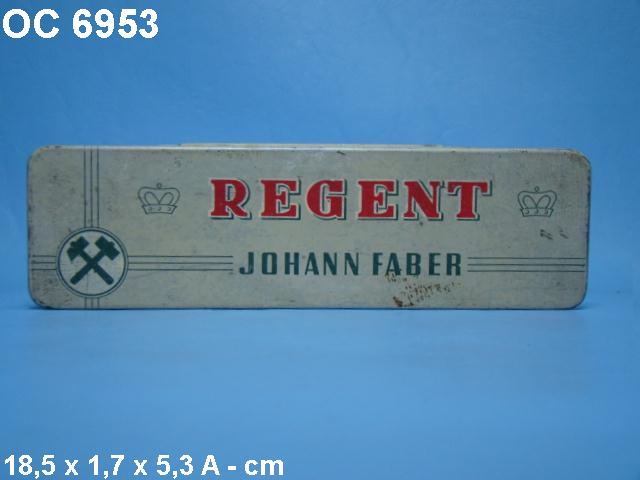 OC 6953
REGENT
JOHANN FABER
18,5 x 1,7 x 5,3 A - cm